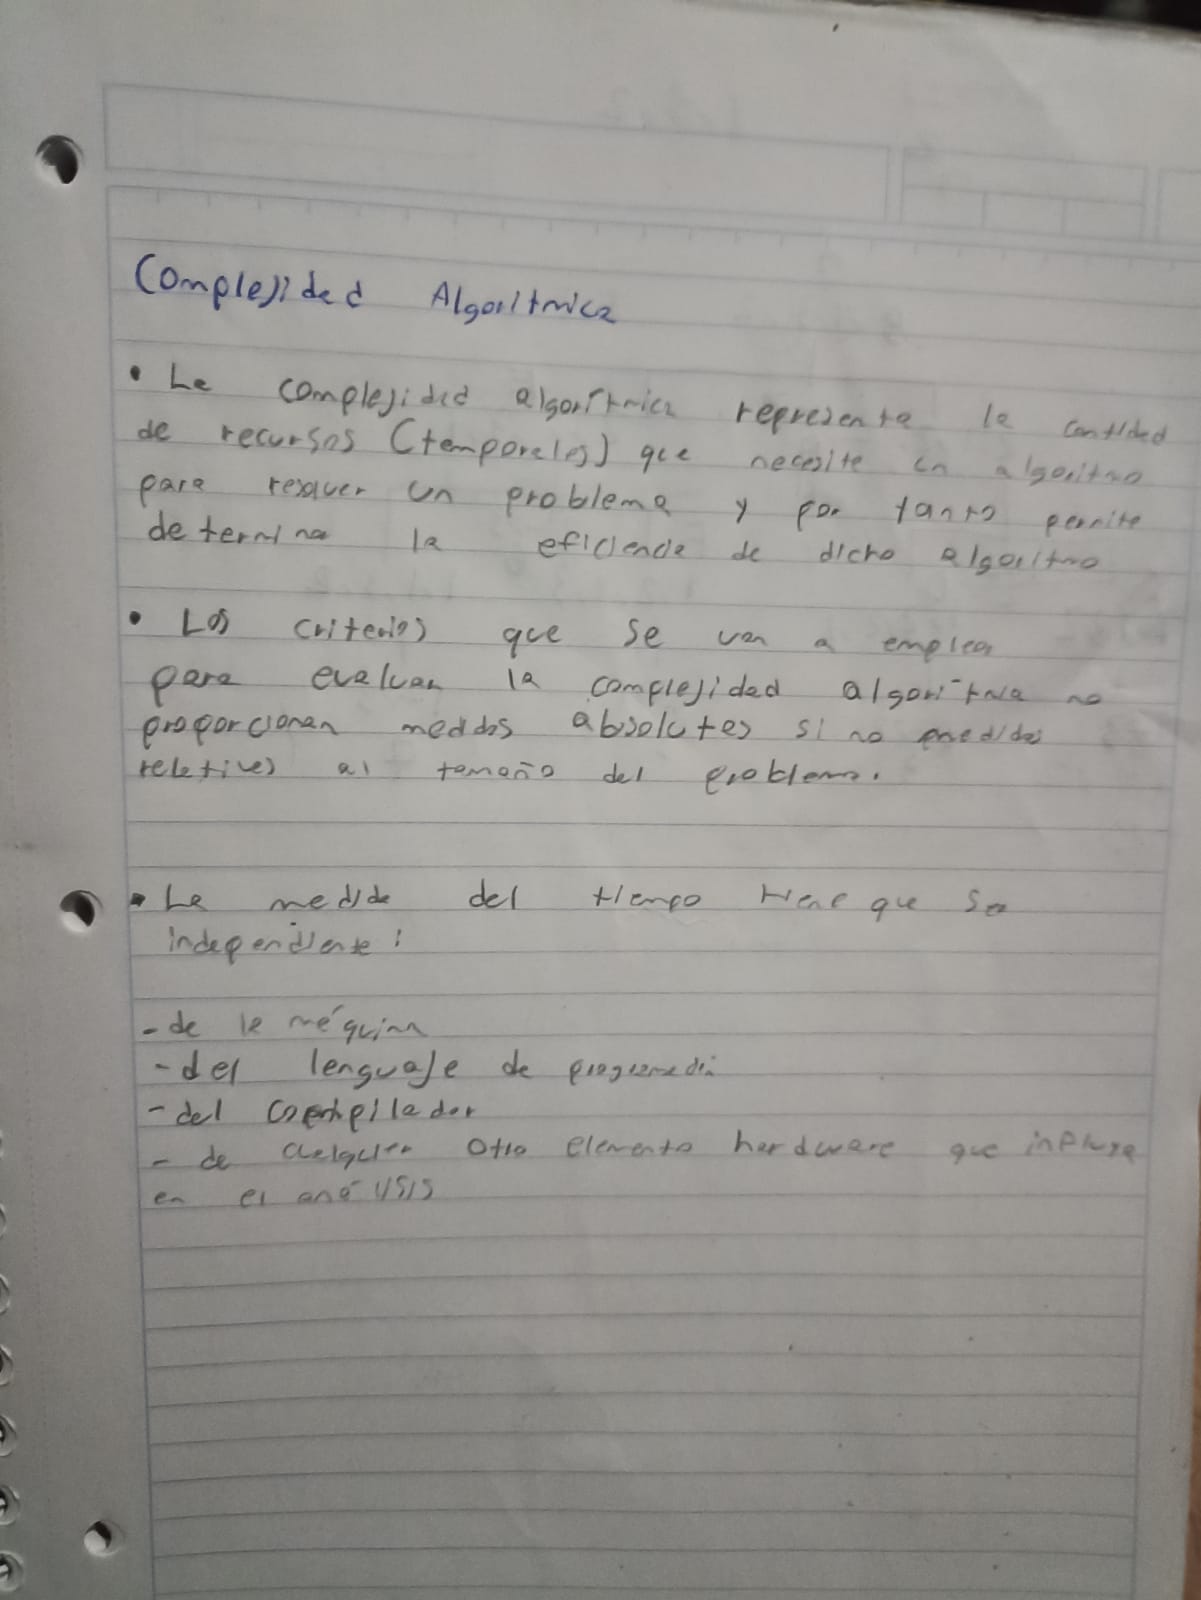 Complejidad Algorítmica
• La complejidad algorítmica representa la cantidad
de recursos (temporales) que necesita un algoritmo
para resolver un problema y por tanto permite
determinar la eficiencia de dicho algoritmo
• Los criterios que se van a emplear
para evaluar la complejidad algorítmica no
proporcionan medidas absolutas si no medidas
relativas al tamaño del problema.
• La medida del tiempo tiene que ser
independiente:
- de la máquina
- del lenguaje de programación
- del compilador
- de cualquier otro elemento hardware que influya
en el análisis